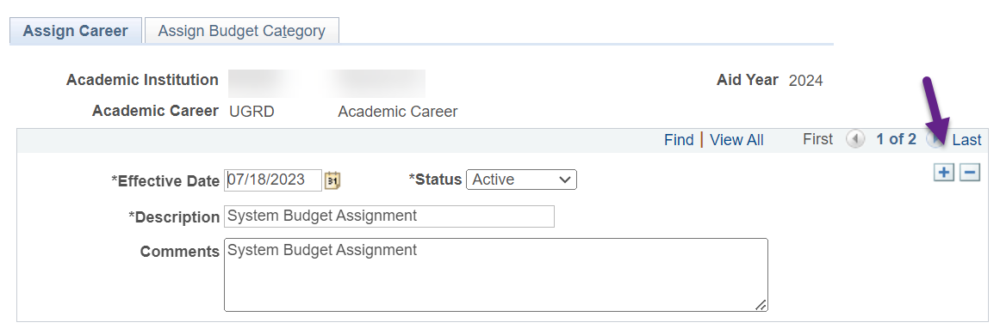 Assign Career Assign Budget Category
Academic Institution
Aid Year 2024
Academic Career UGRD Academic Career
Find | View All First 1 of 2 Last
*Effective Date 07/18/2023 31 *Status Active
*Description System Budget Assignment
Comments System Budget Assignment